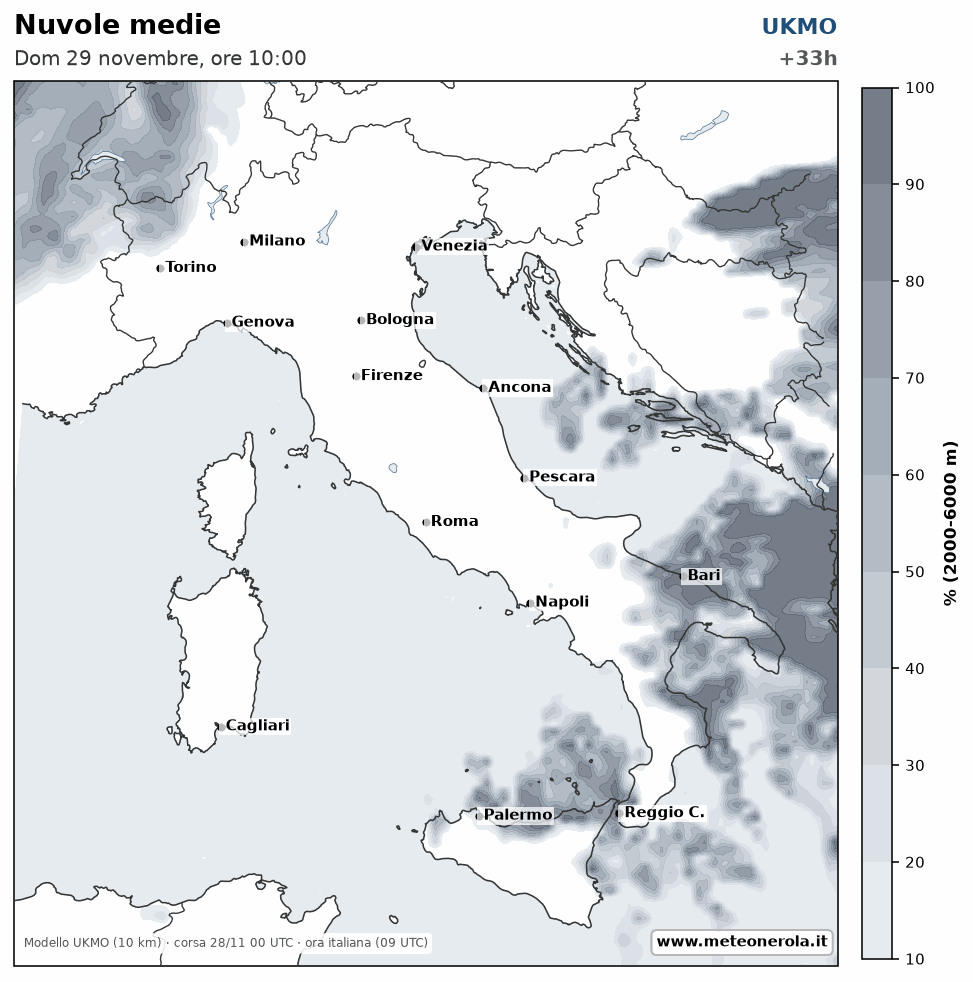 Nuvole medie
UKMO
Dom 29 novembre, ore 10:00
+33h
Milano
Venezia
Torino
Genova
Bologna
Firenze
Ancona
Pescara
Roma
Bari
Napoli
Cagliari
Palermo
Reggio C.
100
90
80
70
60
50
40
30
20
10
% (2000-6000 m)
Modello UKMO (10 km) · corsa 28/11 00 UTC · ora italiana (09 UTC)
www.meteonerola.it